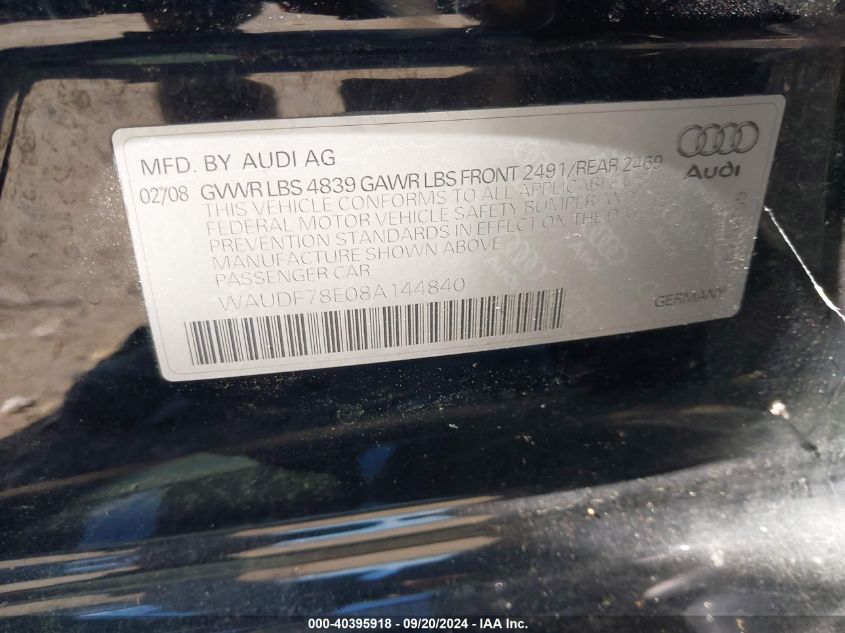 MFD. BY AUDI AG
Audi
02/08 GVWR LBS 4839 GAWR LBS FRONT 2491/REAR 2469
THIS VEHICLE CONFORMS TO ALL APPLICABLE U.S.
FEDERAL MOTOR VEHICLE SAFETY BUMPER AND
PREVENTION STANDARDS IN EFFECT ON THE DATE OF
MANUFACTURE SHOWN ABOVE
PASSENGER CAR
WAUDF78E08A144840
GERMANY
000-40395918 - 09/20/2024 - IAA Inc.